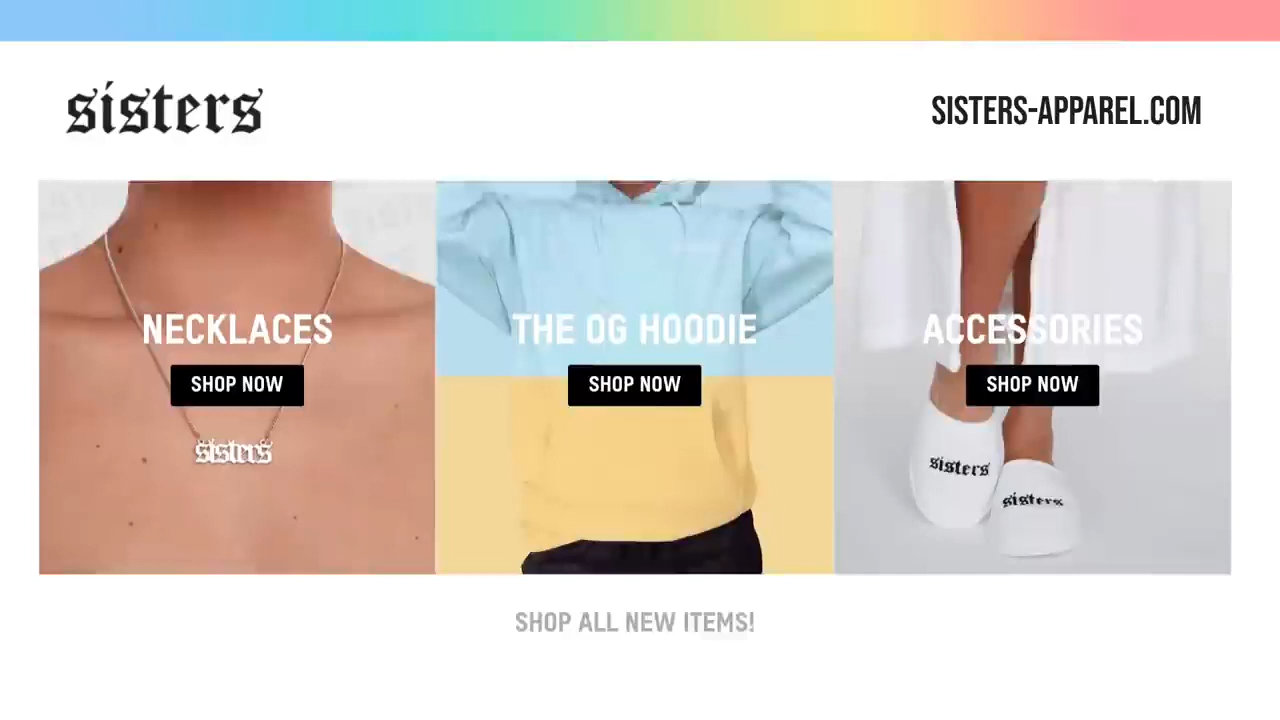 sisters
SISTERS-APPAREL.COM
NECKLACES
THE OG HOODIE
ACCESSORIES
SHOP NOW
SHOP NOW
SHOP NOW
sisters
sisters
sisters
SHOP ALL NEW ITEMS!